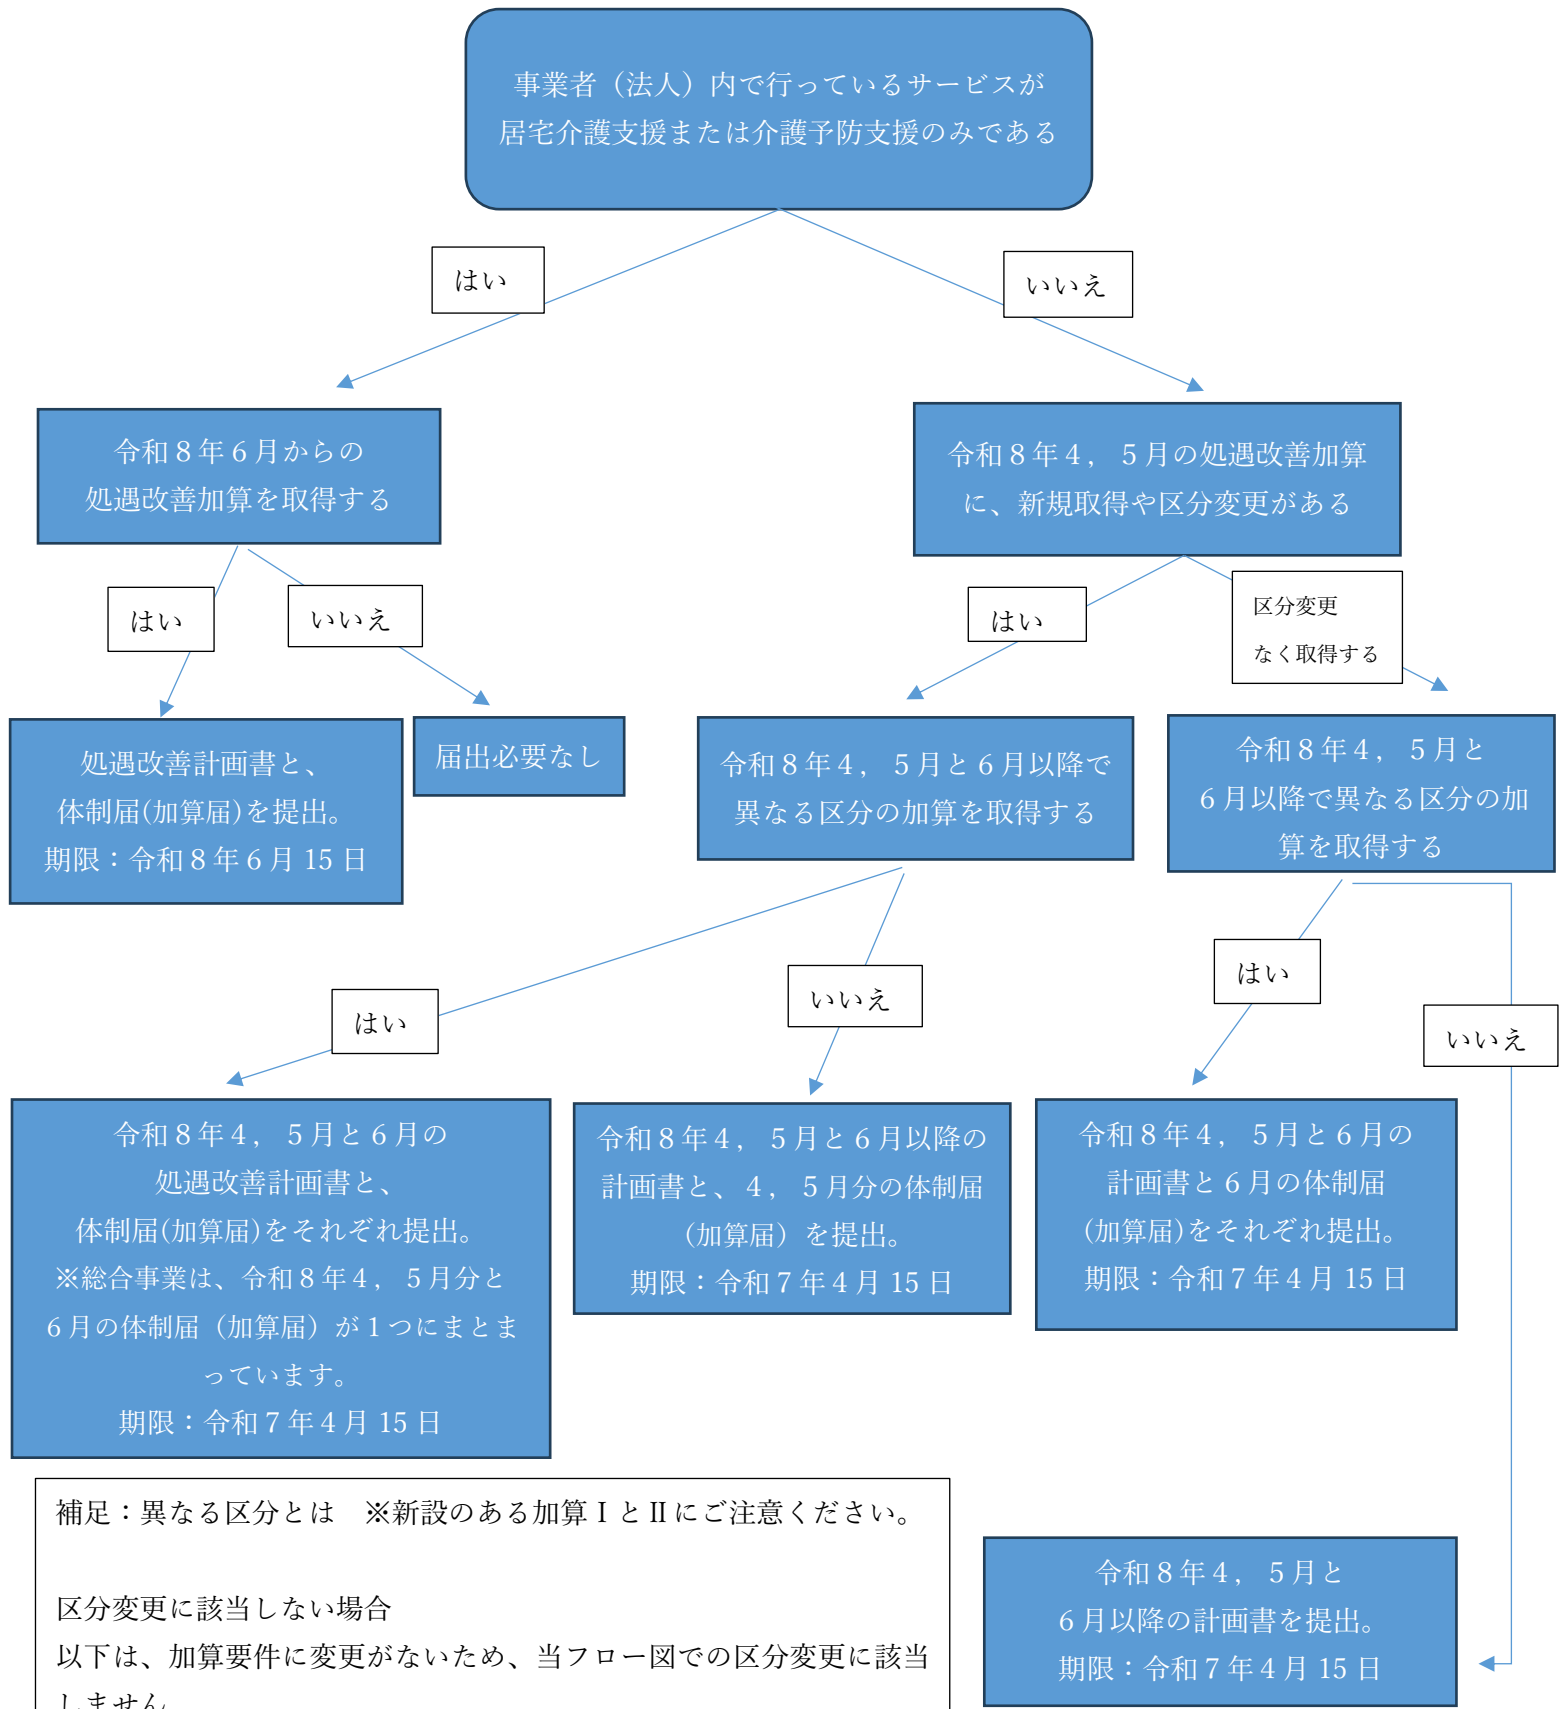 事業者（法人）内で行っているサービスが
居宅介護支援または介護予防支援のみである
はい
いいえ
令和８年６月からの
処遇改善加算を取得する
令和８年４，５月の処遇改善加算
に、新規取得や区分変更がある
はい
いいえ
はい
区分変更
なく取得する
処遇改善計画書と、
体制届(加算届)を提出。
期限：令和８年６月 15 日
届出必要なし
令和８年４，５月と６月以降で
異なる区分の加算を取得する
令和８年４，５月と
６月以降で異なる区分の加
算を取得する
はい
いいえ
はい
いいえ
令和８年４，５月と６月の
処遇改善計画書と、
体制届(加算届)をそれぞれ提出。
※総合事業は、令和８年４，５月分と
６月の体制届（加算届）が１つにまとま
っています。
期限：令和７年４月 15 日
令和８年４，５月と６月以降の
計画書と、４，５月分の体制届
（加算届）を提出。
期限：令和７年４月 15 日
令和８年４，５月と６月の
計画書と６月の体制届
(加算届)をそれぞれ提出。
期限：令和７年４月 15 日
補足：異なる区分とは　※新設のある加算ⅠとⅡにご注意ください。
区分変更に該当しない場合
以下は、加算要件に変更がないため、当フロー図での区分変更に該当
しません
令和８年４，５月と
６月以降の計画書を提出。
期限：令和７年４月 15 日